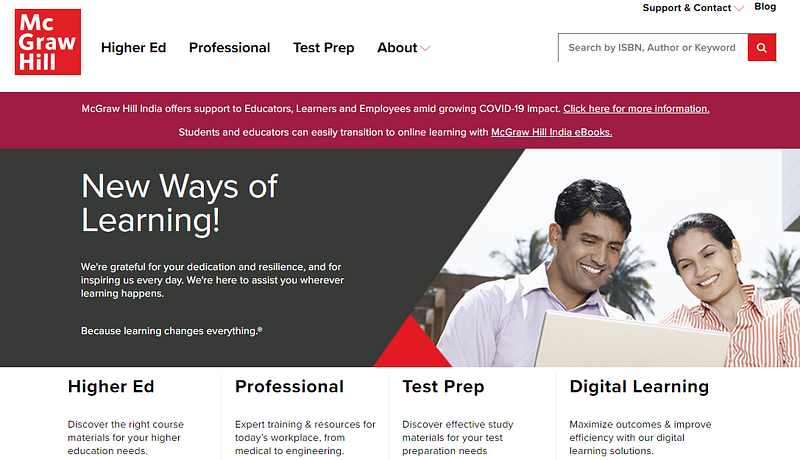 Support & Contact
Blog
Mc
Graw
Hill
Higher Ed
Professional
Test Prep
About
Search by ISBN, Author or Keyword
McGraw Hill India offers support to Educators, Learners and Employees amid growing COVID-19 Impact. Click here for more information.
Students and educators can easily transition to online learning with McGraw Hill India eBooks.
New Ways of
Learning!
We're grateful for your dedication and resilience, and for
inspiring us every day. We're here to assist you wherever
learning happens.
Because learning changes everything.®
Higher Ed
Discover the right course
materials for your higher
education needs.
Professional
Expert training & resources for
today's workplace, from
medical to engineering.
Test Prep
Discover effective study
materials for your test
preparation needs
Digital Learning
Maximize outcomes & improve
efficiency with our digital
learning solutions.